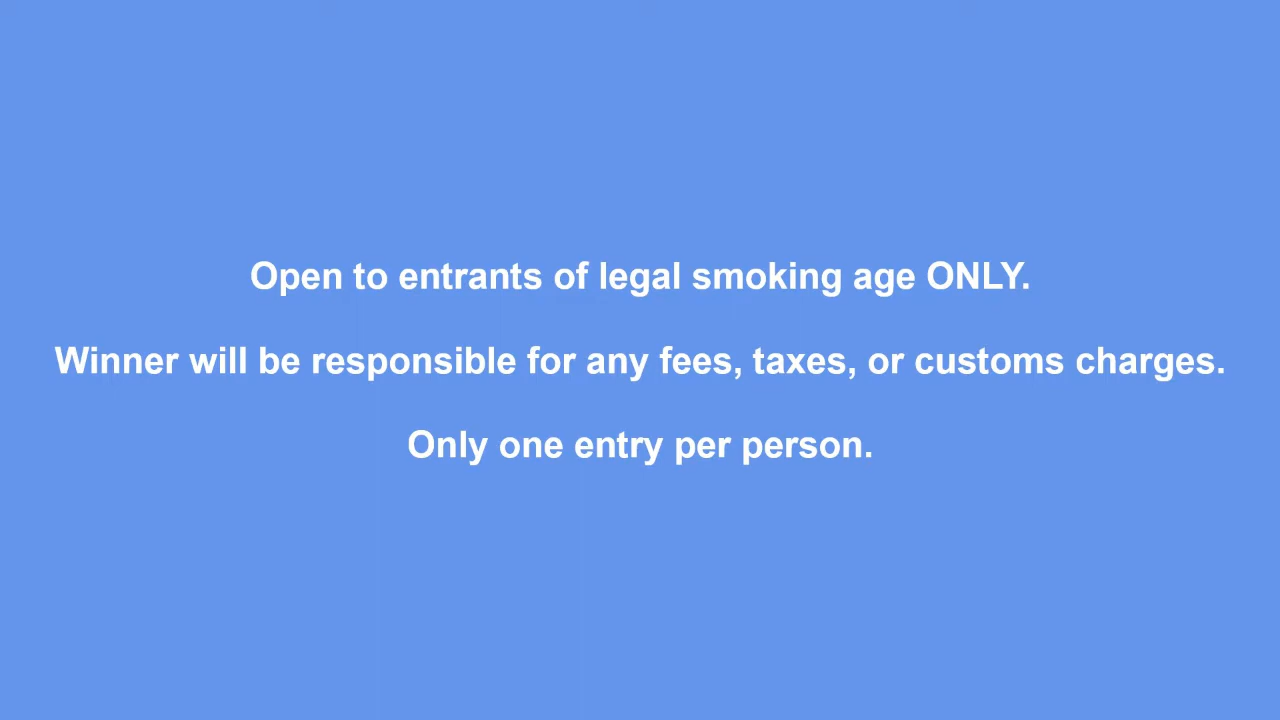 Open to entrants of legal smoking age ONLY.
Winner will be responsible for any fees, taxes, or customs charges.
Only one entry per person.